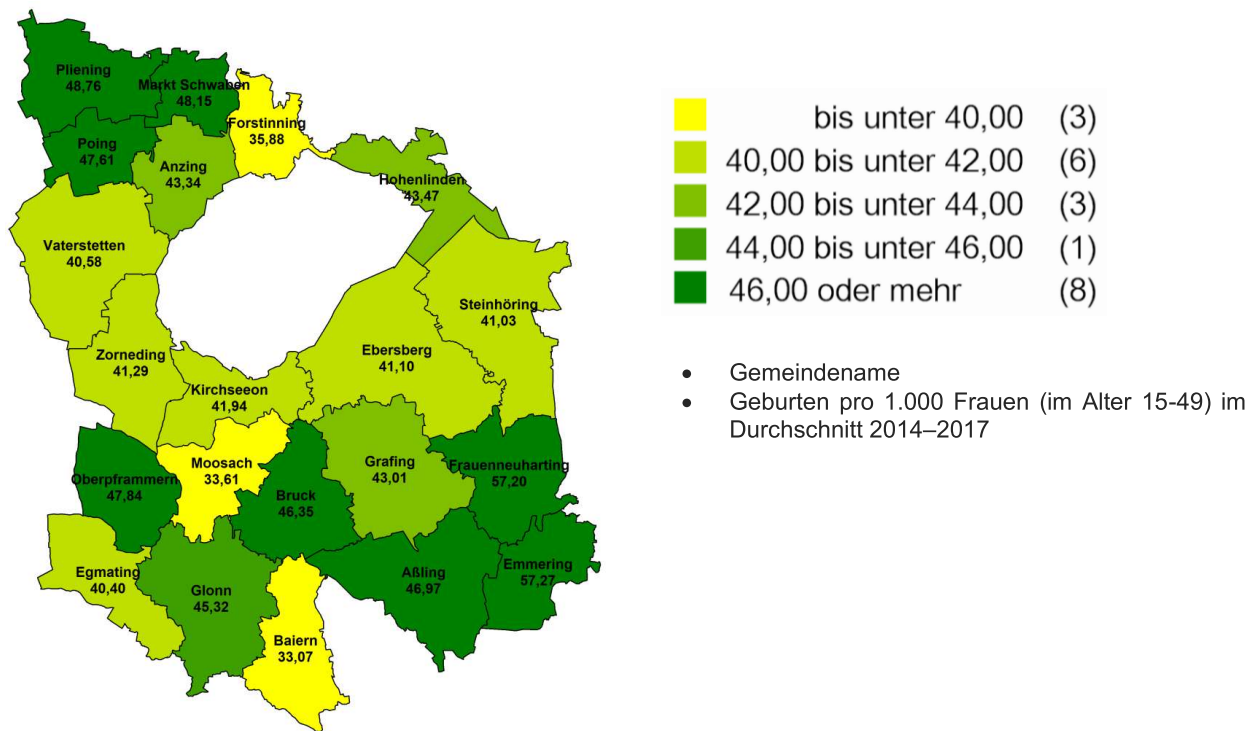 Pliening
48,76
Markt Schwaben
48,15
Forstinning
35,88
Poing
47,61
Anzing
43,34
Hohenlinden
43,47
Vaterstetten
40,58
Steinhöring
41,03
Zorneding
41,29
Ebersberg
41,10
Kirchseeon
41,94
Moosach
33,61
Grafing
43,01
Frauenneuharting
57,20
Oberpframmern
47,84
Bruck
46,35
Egmating
40,40
Glonn
45,32
Aßling
46,97
Emmering
57,27
Baiern
33,07
bis unter 40,00 (3)
40,00 bis unter 42,00 (6)
42,00 bis unter 44,00 (3)
44,00 bis unter 46,00 (1)
46,00 oder mehr (8)
• Gemeindename
• Geburten pro 1.000 Frauen (im Alter 15-49) im
Durchschnitt 2014–2017